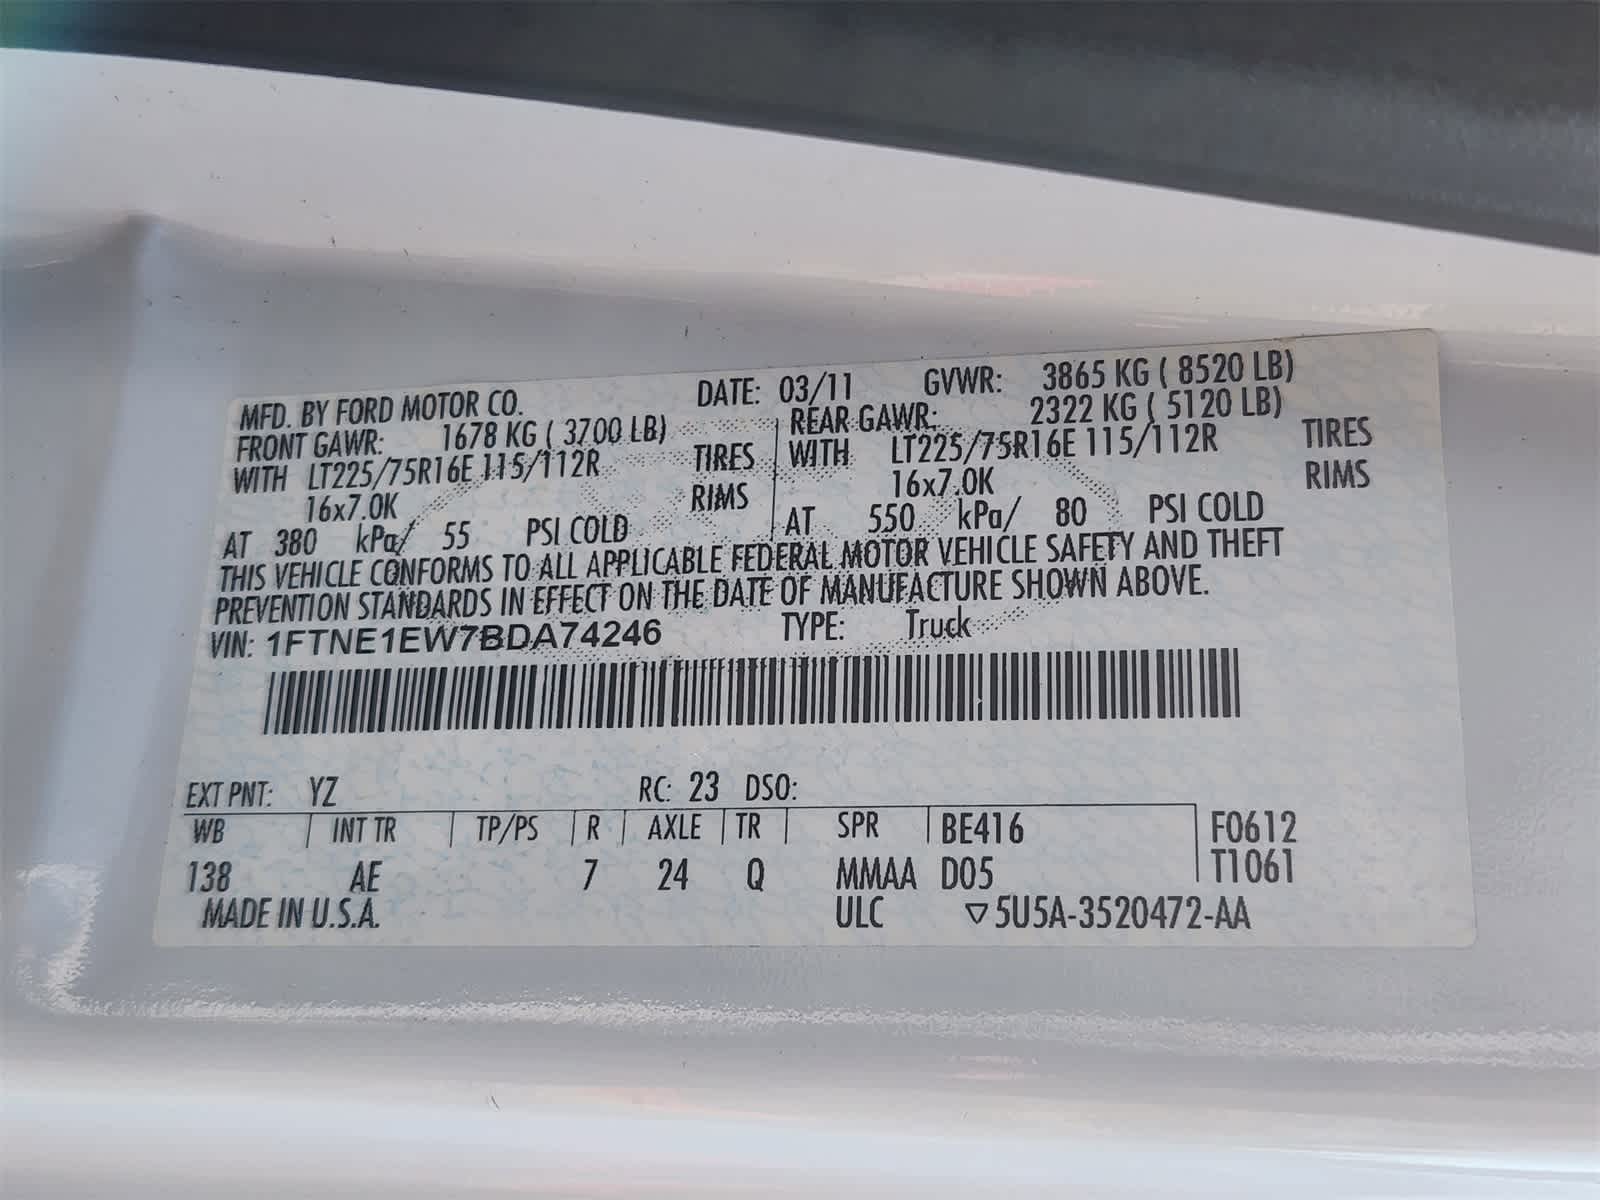 MFD. BY FORD MOTOR CO. DATE: 03/11 GVWR: 3865 KG ( 8520 LB)
FRONT GAWR: 1678 KG ( 3700 LB) REAR GAWR: 2322 KG ( 5120 LB)
WITH LT225/75R16E 115/112R TIRES WITH LT225/75R16E 115/112R TIRES
16x7.0K RIMS 16x7.0K RIMS
AT 380 kPa/ 55 PSI COLD AT 550 kPa/ 80 PSI COLD
THIS VEHICLE CONFORMS TO ALL APPLICABLE FEDERAL MOTOR VEHICLE SAFETY AND THEFT
PREVENTION STANDARDS IN EFFECT ON THE DATE OF MANUFACTURE SHOWN ABOVE.
VIN: 1FTNE1EW7BDA74246 TYPE: Truck
EXT PNT: YZ RC: 23 DSO:
WB INT TR TP/PS R AXLE TR SPR BE416 F0612
138 AE 7 24 Q MMAA D05 T1061
MADE IN U.S.A. ULC ▽5U5A-3520472-AA